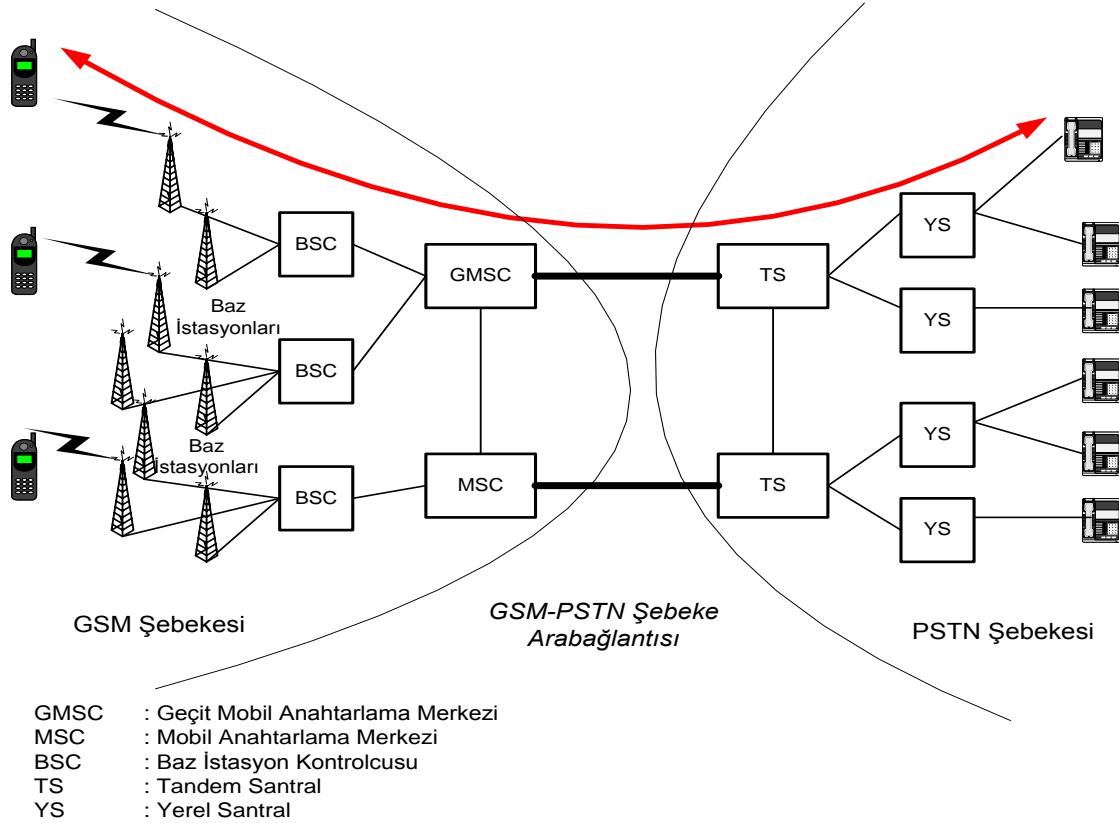 BSC
YS
GMSC
TS
Baz
İstasyonları
YS
BSC
YS
Baz
İstasyonları
BSC
MSC
TS
YS
GSM Şebekesi
GSM-PSTN Şebeke
Arabağlantısı
PSTN Şebekesi
GMSC : Geçit Mobil Anahtarlama Merkezi
MSC : Mobil Anahtarlama Merkezi
BSC : Baz İstasyon Kontrolcusu
TS : Tandem Santral
YS : Yerel Santral